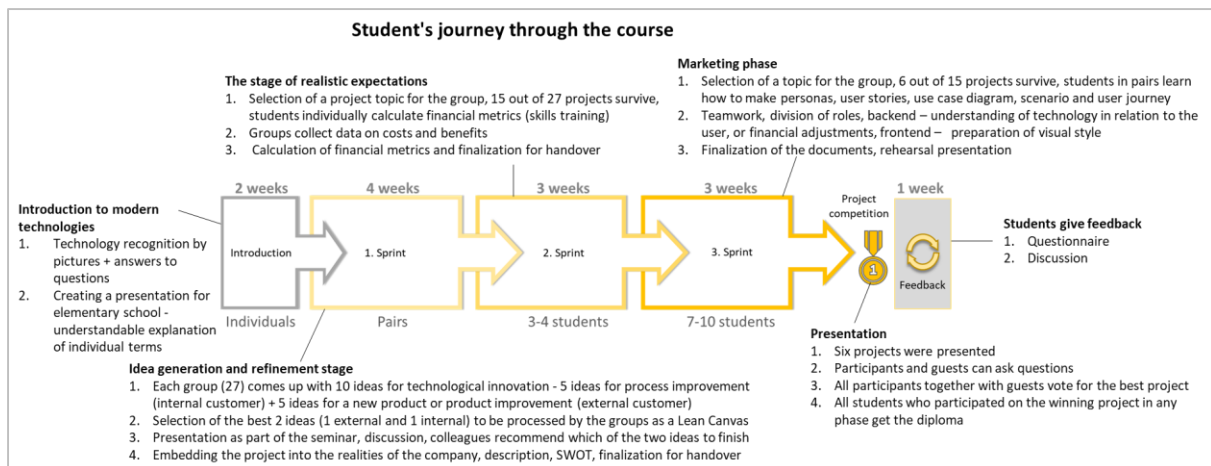 Student's journey through the course
The stage of realistic expectations
1. Selection of a project topic for the group, 15 out of 27 projects survive,
students individually calculate financial metrics (skills training)
2. Groups collect data on costs and benefits
3. Calculation of financial metrics and finalization for handover
Marketing phase
1. Selection of a topic for the group, 6 out of 15 projects survive, students in pairs learn
how to make personas, user stories, use case diagram, scenario and user journey
2. Teamwork, division of roles, backend – understanding of technology in relation to the
user, or financial adjustments, frontend – preparation of visual style
3. Finalization of the documents, rehearsal presentation
Introduction to modern
technologies
1. Technology recognition by
pictures + answers to
questions
2. Creating a presentation for
elementary school -
understandable explanation
of individual terms
2 weeks
Introduction
Individuals
4 weeks
1. Sprint
Pairs
3 weeks
2. Sprint
3-4 students
3 weeks
3. Sprint
7-10 students
Project
competition
1
1 week
Feedback
Students give feedback
1. Questionnaire
2. Discussion
Idea generation and refinement stage
1. Each group (27) comes up with 10 ideas for technological innovation - 5 ideas for process improvement
(internal customer) + 5 ideas for a new product or product improvement (external customer)
2. Selection of the best 2 ideas (1 external and 1 internal) to be processed by the groups as a Lean Canvas
3. Presentation as part of the seminar, discussion, colleagues recommend which of the two ideas to finish
4. Embedding the project into the realities of the company, description, SWOT, finalization for handover
Presentation
1. Six projects were presented
2. Participants and guests can ask questions
3. All participants together with guests vote for the best project
4. All students who participated on the winning project in any
phase get the diploma